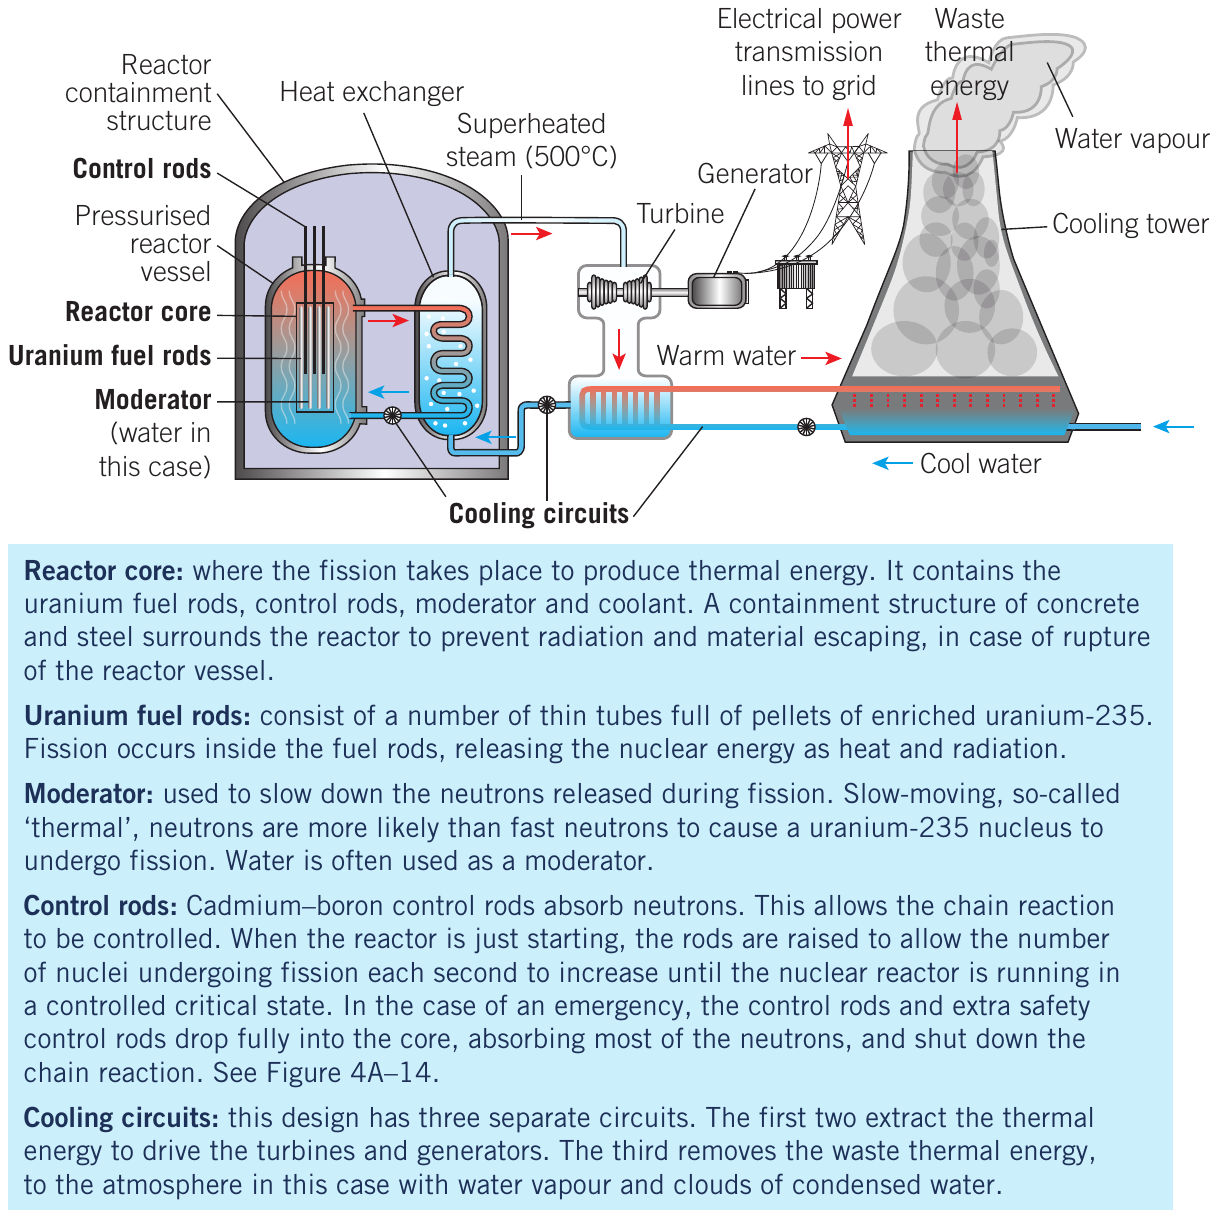 Electrical power
transmission
lines to grid
Waste
thermal
energy
Reactor
containment
structure
Heat exchanger
Superheated
steam (500°C)
Water vapour
Control rods
Generator
Pressurised
reactor
vessel
Turbine
Cooling tower
Reactor core
Uranium fuel rods
Warm water
Moderator
(water in
this case)
Cool water
Cooling circuits
Reactor core: where the fission takes place to produce thermal energy. It contains the
uranium fuel rods, control rods, moderator and coolant. A containment structure of concrete
and steel surrounds the reactor to prevent radiation and material escaping, in case of rupture
of the reactor vessel.
Uranium fuel rods: consist of a number of thin tubes full of pellets of enriched uranium-235.
Fission occurs inside the fuel rods, releasing the nuclear energy as heat and radiation.
Moderator: used to slow down the neutrons released during fission. Slow-moving, so-called
‘thermal’, neutrons are more likely than fast neutrons to cause a uranium-235 nucleus to
undergo fission. Water is often used as a moderator.
Control rods: Cadmium–boron control rods absorb neutrons. This allows the chain reaction
to be controlled. When the reactor is just starting, the rods are raised to allow the number
of nuclei undergoing fission each second to increase until the nuclear reactor is running in
a controlled critical state. In the case of an emergency, the control rods and extra safety
control rods drop fully into the core, absorbing most of the neutrons, and shut down the
chain reaction. See Figure 4A–14.
Cooling circuits: this design has three separate circuits. The first two extract the thermal
energy to drive the turbines and generators. The third removes the waste thermal energy,
to the atmosphere in this case with water vapour and clouds of condensed water.